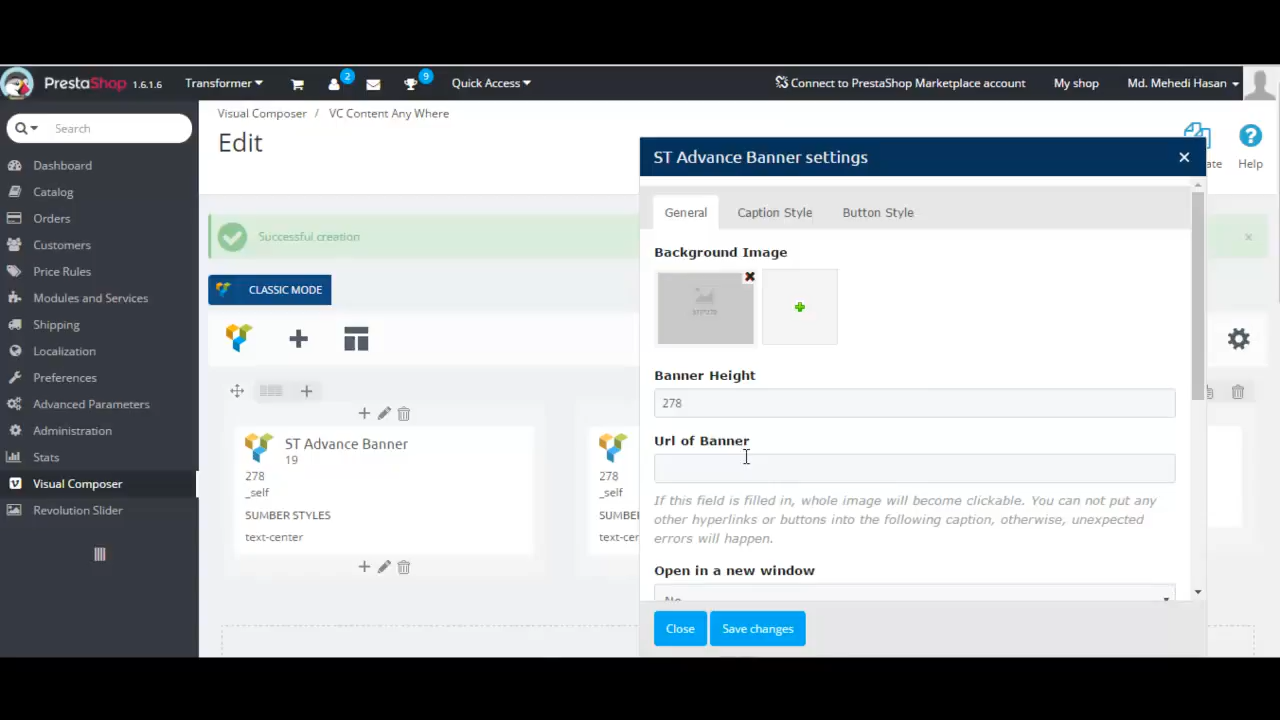 PrestaShop 1.6.1.6 Transformer 2 9 Quick Access Connect to PrestaShop Marketplace account My shop Md. Mehedi Hasan
Search
Dashboard
Catalog
Orders
Customers
Price Rules
Modules and Services
Shipping
Localization
Preferences
Advanced Parameters
Administration
Stats
Visual Composer
Revolution Slider
Visual Composer / VC Content Any Where
Edit
ate Help
Successful creation
CLASSIC MODE
ST Advance Banner
19
278
_self
SUMBER STYLES
text-center
278
_self
SUMBE
text-cer
ST Advance Banner settings
General Caption Style Button Style
Background Image
Banner Height
278
Url of Banner
If this field is filled in, whole image will become clickable. You can not put any
other hyperlinks or buttons into the following caption, otherwise, unexpected
errors will happen.
Open in a new window
No
Close Save changes